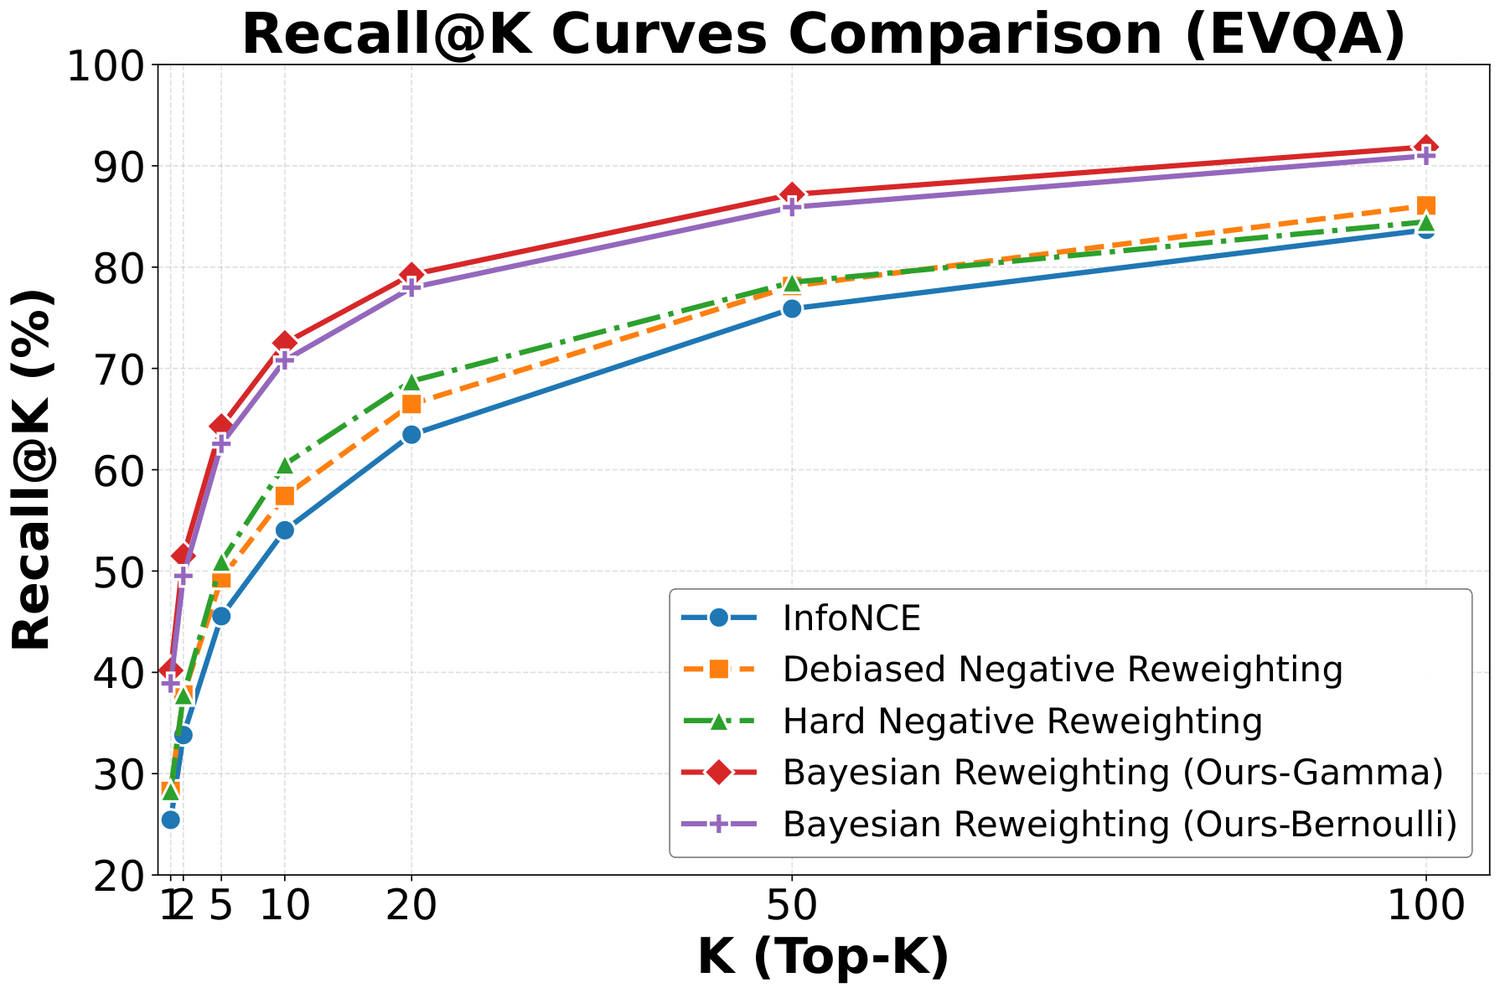 Recall@K Curves Comparison (EVQA)
Recall@K (%)
100
90
80
70
60
50
40
30
20
1 2 5 10 20 50 100
K (Top-K)
InfoNCE
Debiased Negative Reweighting
Hard Negative Reweighting
Bayesian Reweighting (Ours-Gamma)
Bayesian Reweighting (Ours-Bernoulli)